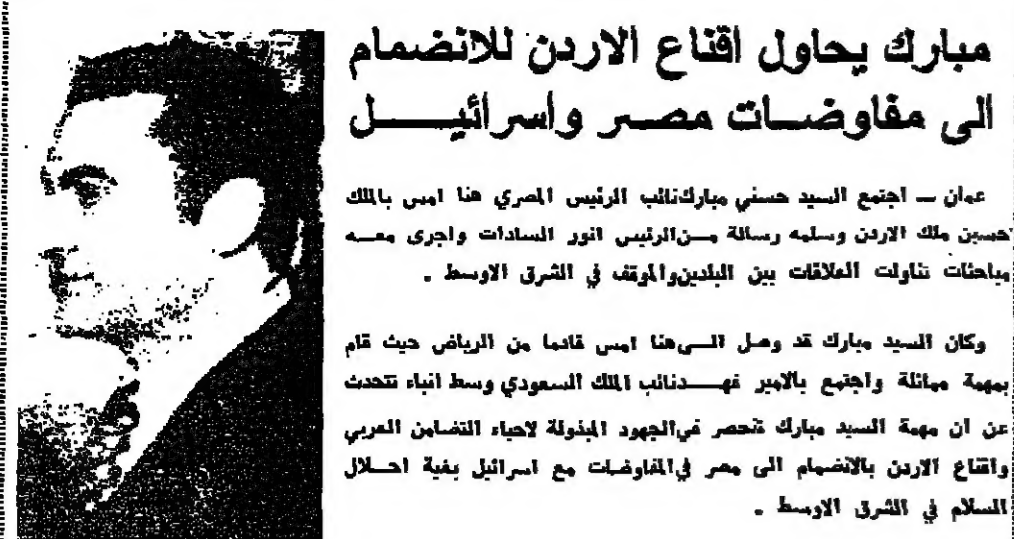 مبارك يحاول اقناع الاردن للانضمام
الى مفاوضات مصر واسرائيل
عمان — اجتمع السيد حسني مبارك نائب الرئيس المصري هنا امس بالملك
حسين ملك الاردن وسلمه رسالة من الرئيس انور السادات واجرى معه
مباحثات تناولت العلاقات بين البلدين والموقف في الشرق الاوسط .
وكان السيد مبارك قد وصل الى هنا امس قادما من الرياض حيث قام
بمهمة مماثلة واجتمع بالامير فهد نائب الملك السعودي وسط انباء تتحدث
عن ان مهمة السيد مبارك تنحصر في الجهود المبذولة لاحياء التضامن العربي
واقناع الاردن بالانضمام الى مصر في المفاوضات مع اسرائيل بغية احلال
السلام في الشرق الاوسط .